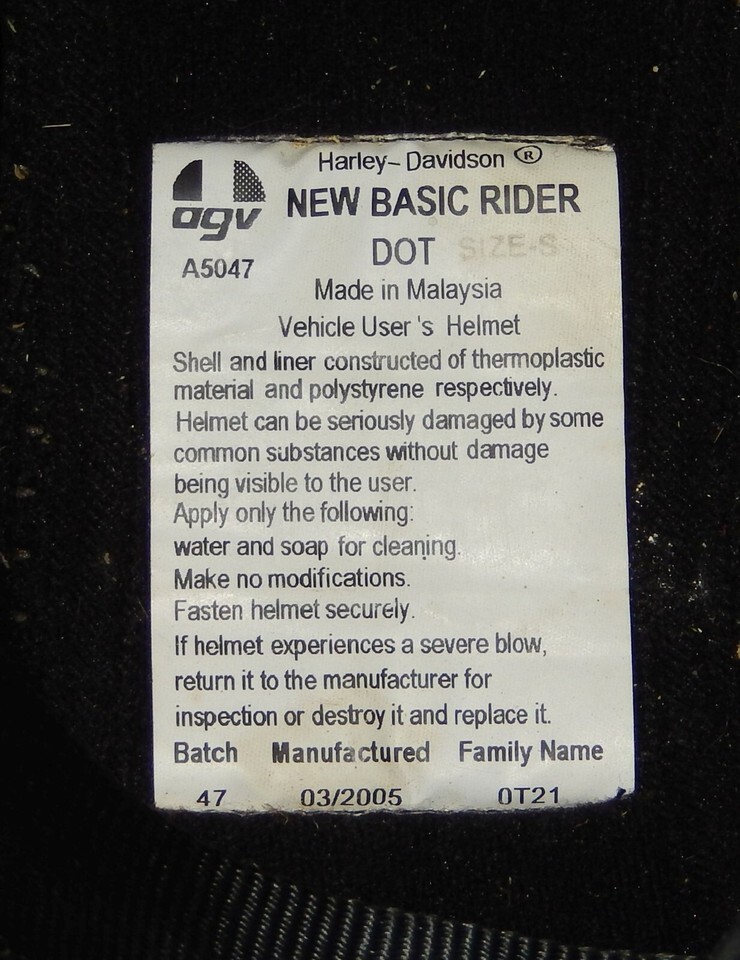 Harley-Davidson ®
agv NEW BASIC RIDER
DOT SIZE-S
A5047
Made in Malaysia
Vehicle User's Helmet
Shell and liner constructed of thermoplastic
material and polystyrene respectively.
Helmet can be seriously damaged by some
common substances without damage
being visible to the user.
Apply only the following:
water and soap for cleaning.
Make no modifications.
Fasten helmet securely.
If helmet experiences a severe blow,
return it to the manufacturer for
inspection or destroy it and replace it.
Batch Manufactured Family Name
47 03/2005 0T21